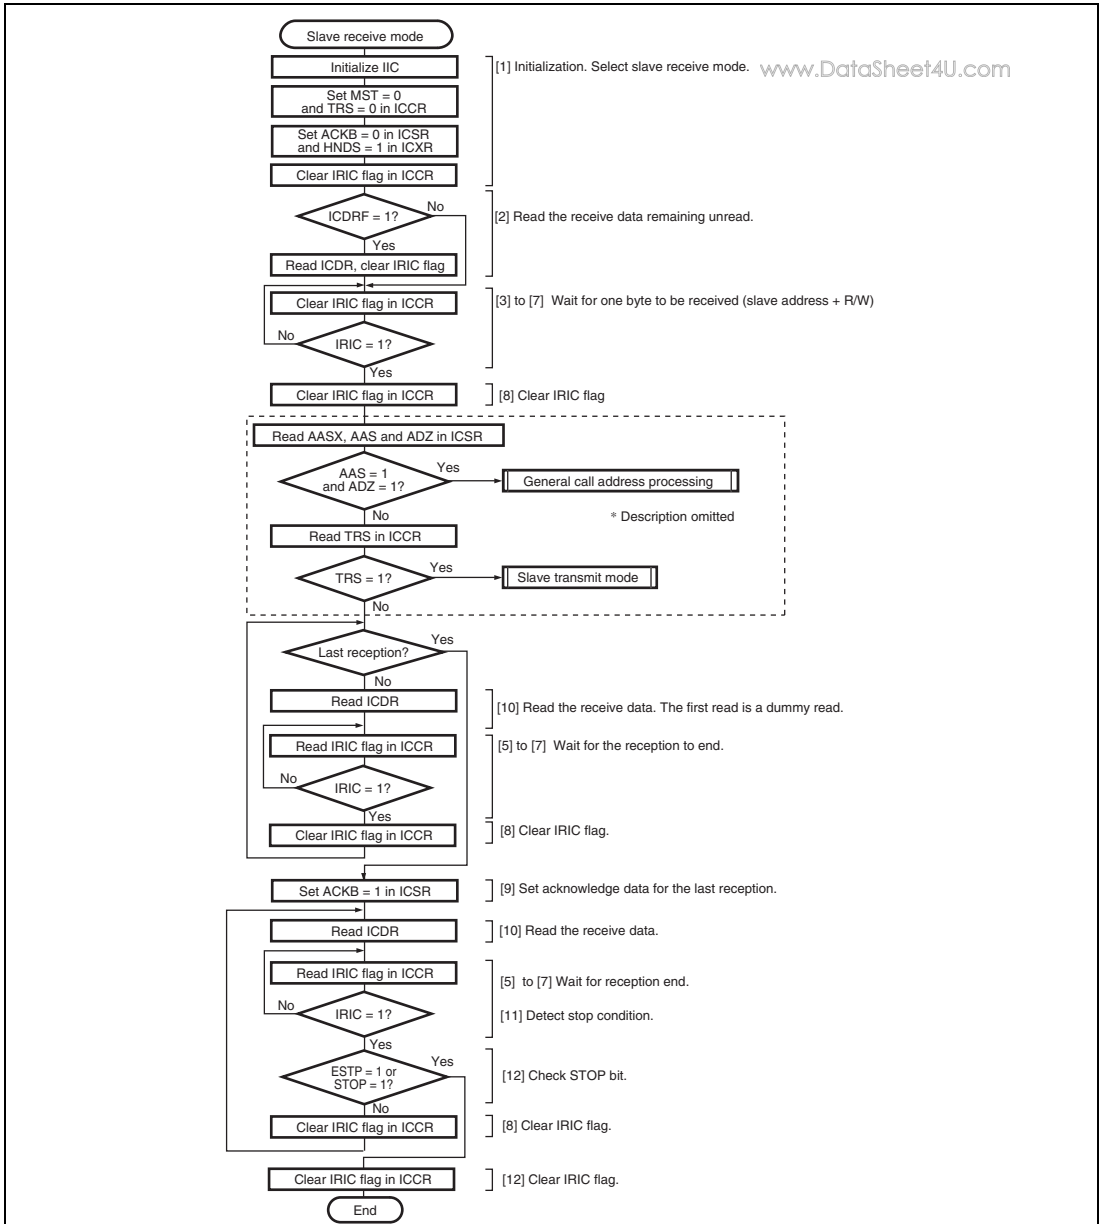 Slave receive mode
Initialize IIC
[1] Initialization. Select slave receive mode.
www.DataSheet4U.com
Set MST = 0
and TRS = 0 in ICCR
Set ACKB = 0 in ICSR
and HNDS = 1 in ICXR
Clear IRIC flag in ICCR
ICDRF = 1?
No
[2] Read the receive data remaining unread.
Yes
Read ICDR, clear IRIC flag
Clear IRIC flag in ICCR
[3] to [7] Wait for one byte to be received (slave address + R/W)
No
IRIC = 1?
Yes
Clear IRIC flag in ICCR
[8] Clear IRIC flag
Read AASX, AAS and ADZ in ICSR
AAS = 1
and ADZ = 1?
Yes
General call address processing
No
* Description omitted
Read TRS in ICCR
TRS = 1?
Yes
Slave transmit mode
No
Last reception?
Yes
No
Read ICDR
[10] Read the receive data. The first read is a dummy read.
Read IRIC flag in ICCR
[5] to [7] Wait for the reception to end.
No
IRIC = 1?
Yes
Clear IRIC flag in ICCR
[8] Clear IRIC flag.
Set ACKB = 1 in ICSR
[9] Set acknowledge data for the last reception.
Read ICDR
[10] Read the receive data.
Read IRIC flag in ICCR
[5] to [7] Wait for reception end.
No
IRIC = 1?
[11] Detect stop condition.
Yes
ESTP = 1 or
STOP = 1?
Yes
[12] Check STOP bit.
No
Clear IRIC flag in ICCR
[8] Clear IRIC flag.
Clear IRIC flag in ICCR
[12] Clear IRIC flag.
End